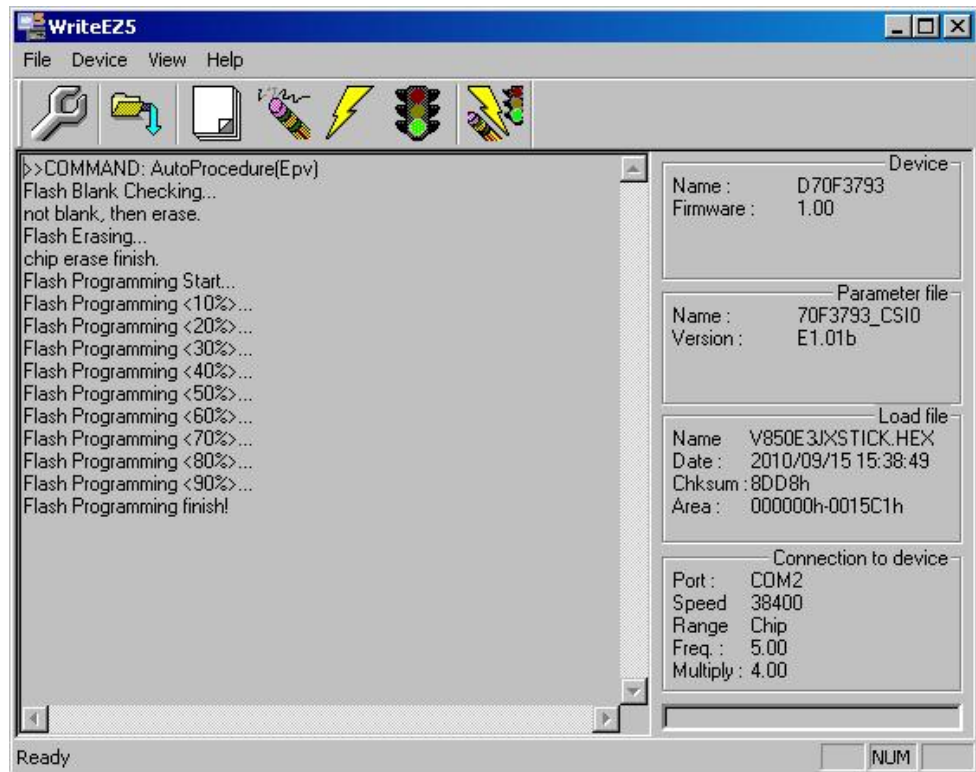 WriteEZ5
File Device View Help
>>COMMAND: AutoProcedure(Epv)
Flash Blank Checking...
not blank, then erase.
Flash Erasing...
chip erase finish.
Flash Programming Start...
Flash Programming <10%>...
Flash Programming <20%>...
Flash Programming <30%>...
Flash Programming <40%>...
Flash Programming <50%>...
Flash Programming <60%>...
Flash Programming <70%>...
Flash Programming <80%>...
Flash Programming <90%>...
Flash Programming finish!
Device
Name : D70F3793
Firmware : 1.00
Parameter file
Name : 70F3793_CSI0
Version : E1.01b
Load file
Name V850E3JXSTICK.HEX
Date : 2010/09/15 15:38:49
Chksum : 8DD8h
Area : 000000h-0015C1h
Connection to device
Port : COM2
Speed 38400
Range Chip
Freq. : 5.00
Multiply : 4.00
Ready
NUM